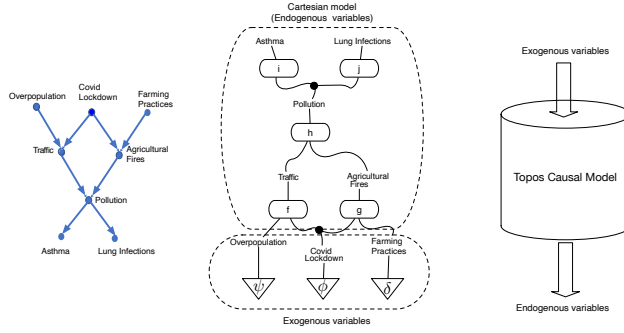 Overpopulation
Covid
Lockdown
Farming
Practices
Traffic
Agricultural
Fires
Pollution
Asthma
Lung Infections
Cartesian model
(Endogenous variables)
Asthma
Lung Infections
i
j
Pollution
h
Traffic
Agricultural
Fires
f
g
Overpopulation
Covid
Lockdown
Farming
Practices
ψ
ϕ
δ
Exogenous variables
Exogenous variables
Topos Causal Model
Endogenous variables